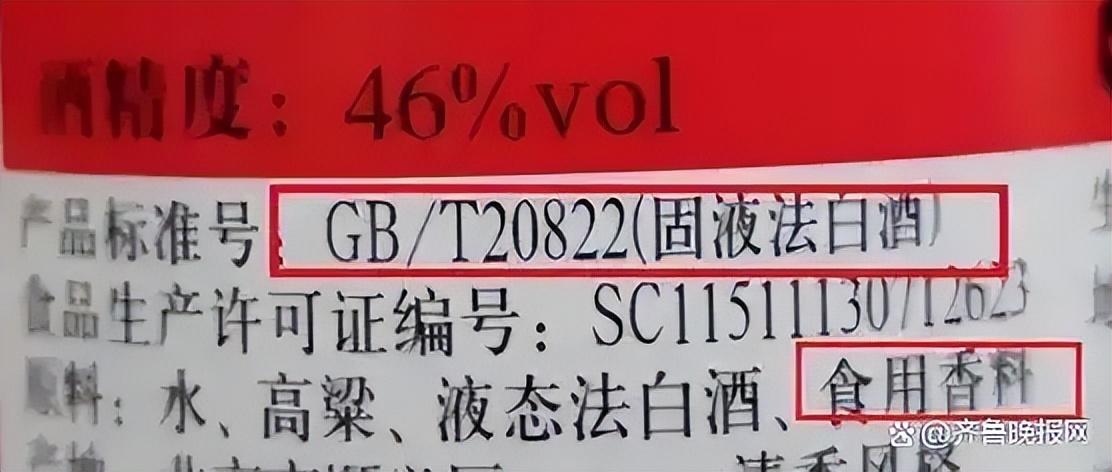 酒精度：46%vol
产品标准号 GB/T20822(固液法白酒)
食品生产许可证编号：SC11511130712623
原料：水、高粱、液态法白酒、食用香料
@齐鲁晚报网